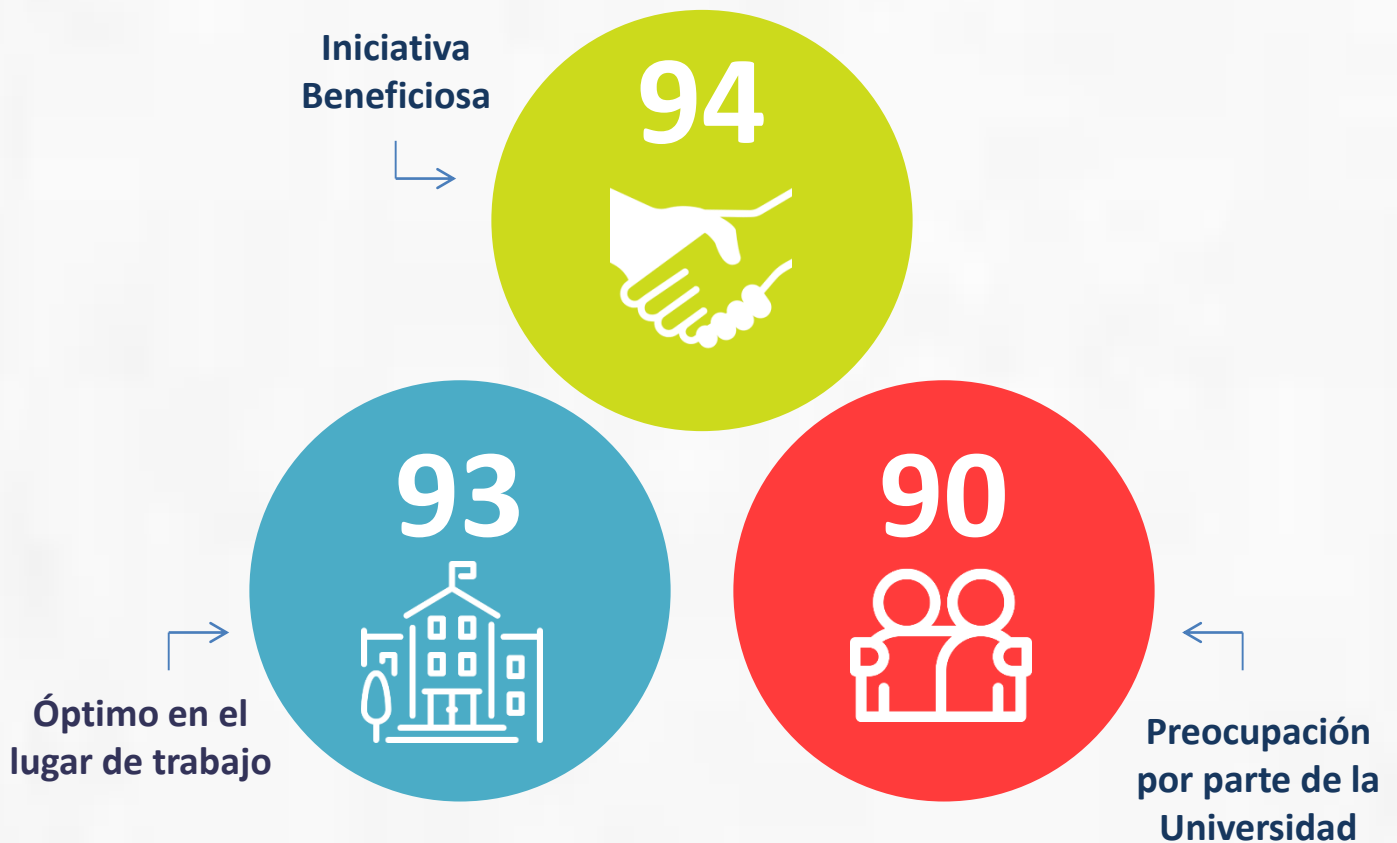 Iniciativa
Beneficiosa
94
93
90
Óptimo en el
lugar de trabajo
Preocupación
por parte de la
Universidad